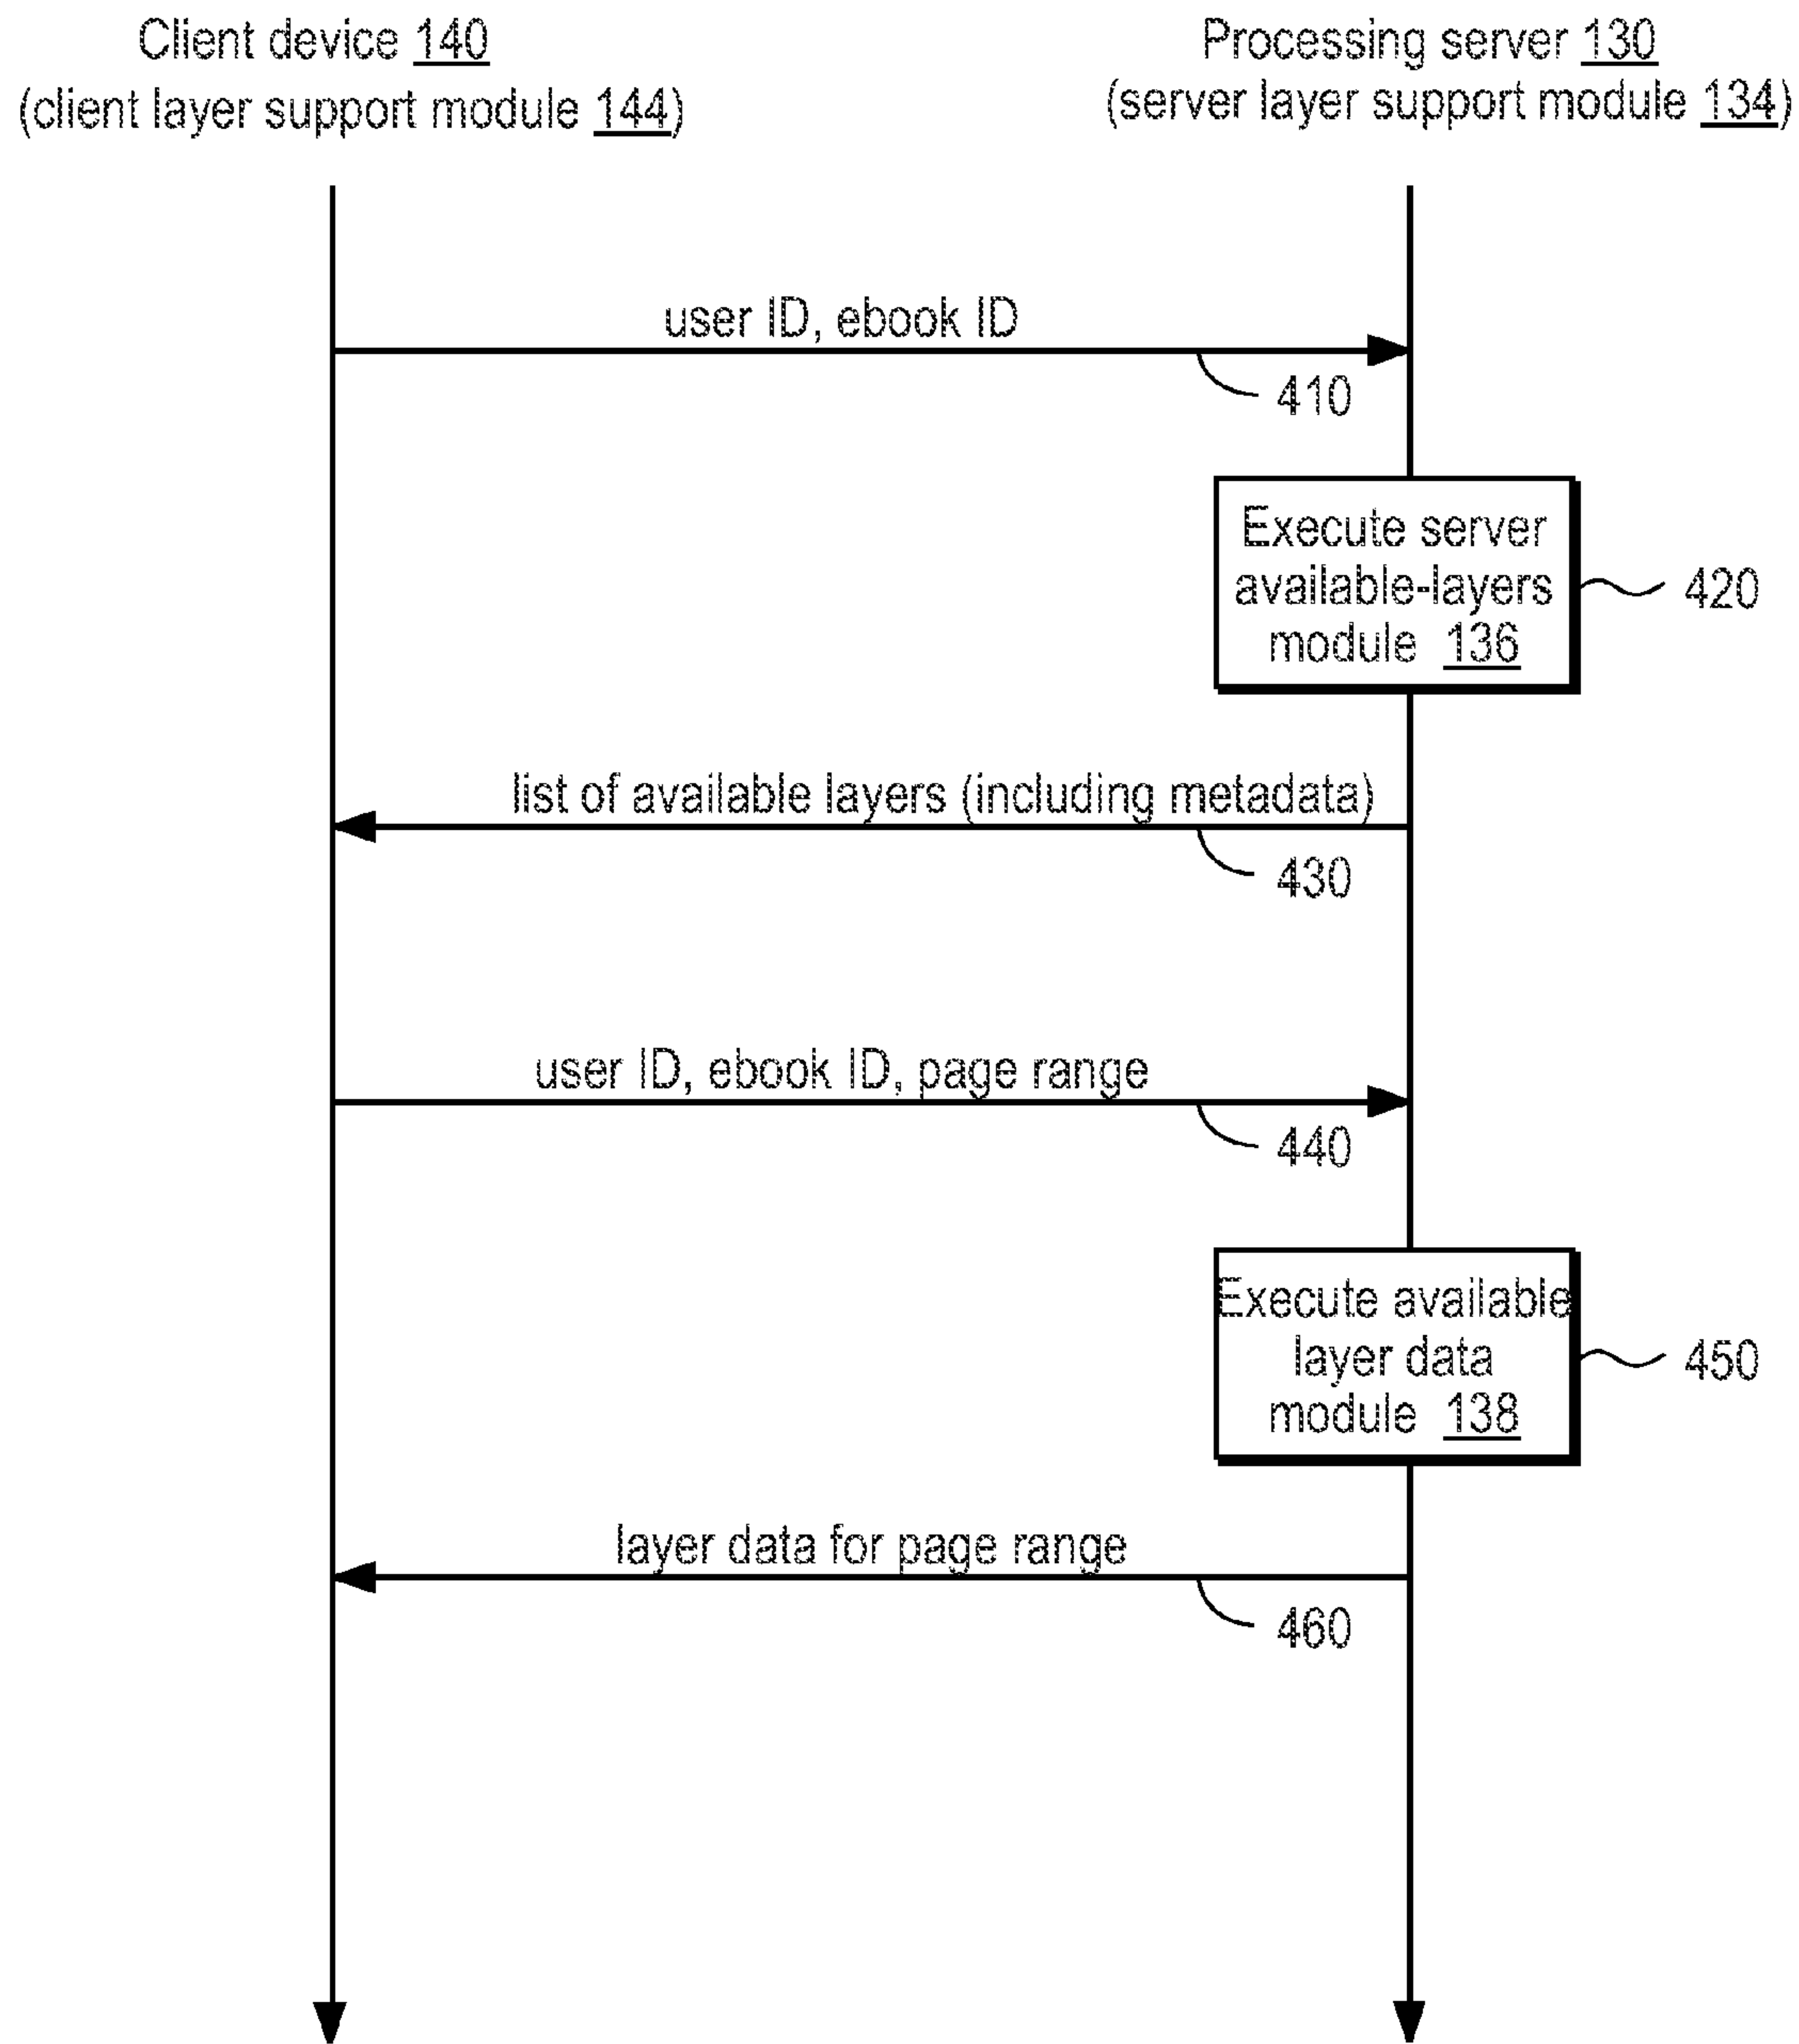 Client device 140
(client layer support module 144)
Processing server 130
(server layer support module 134)
user ID, ebook ID
410
Execute server
available-layers
module 136
420
list of available layers (including metadata)
430
user ID, ebook ID, page range
440
Execute available
layer data
module 138
450
layer data for page range
460